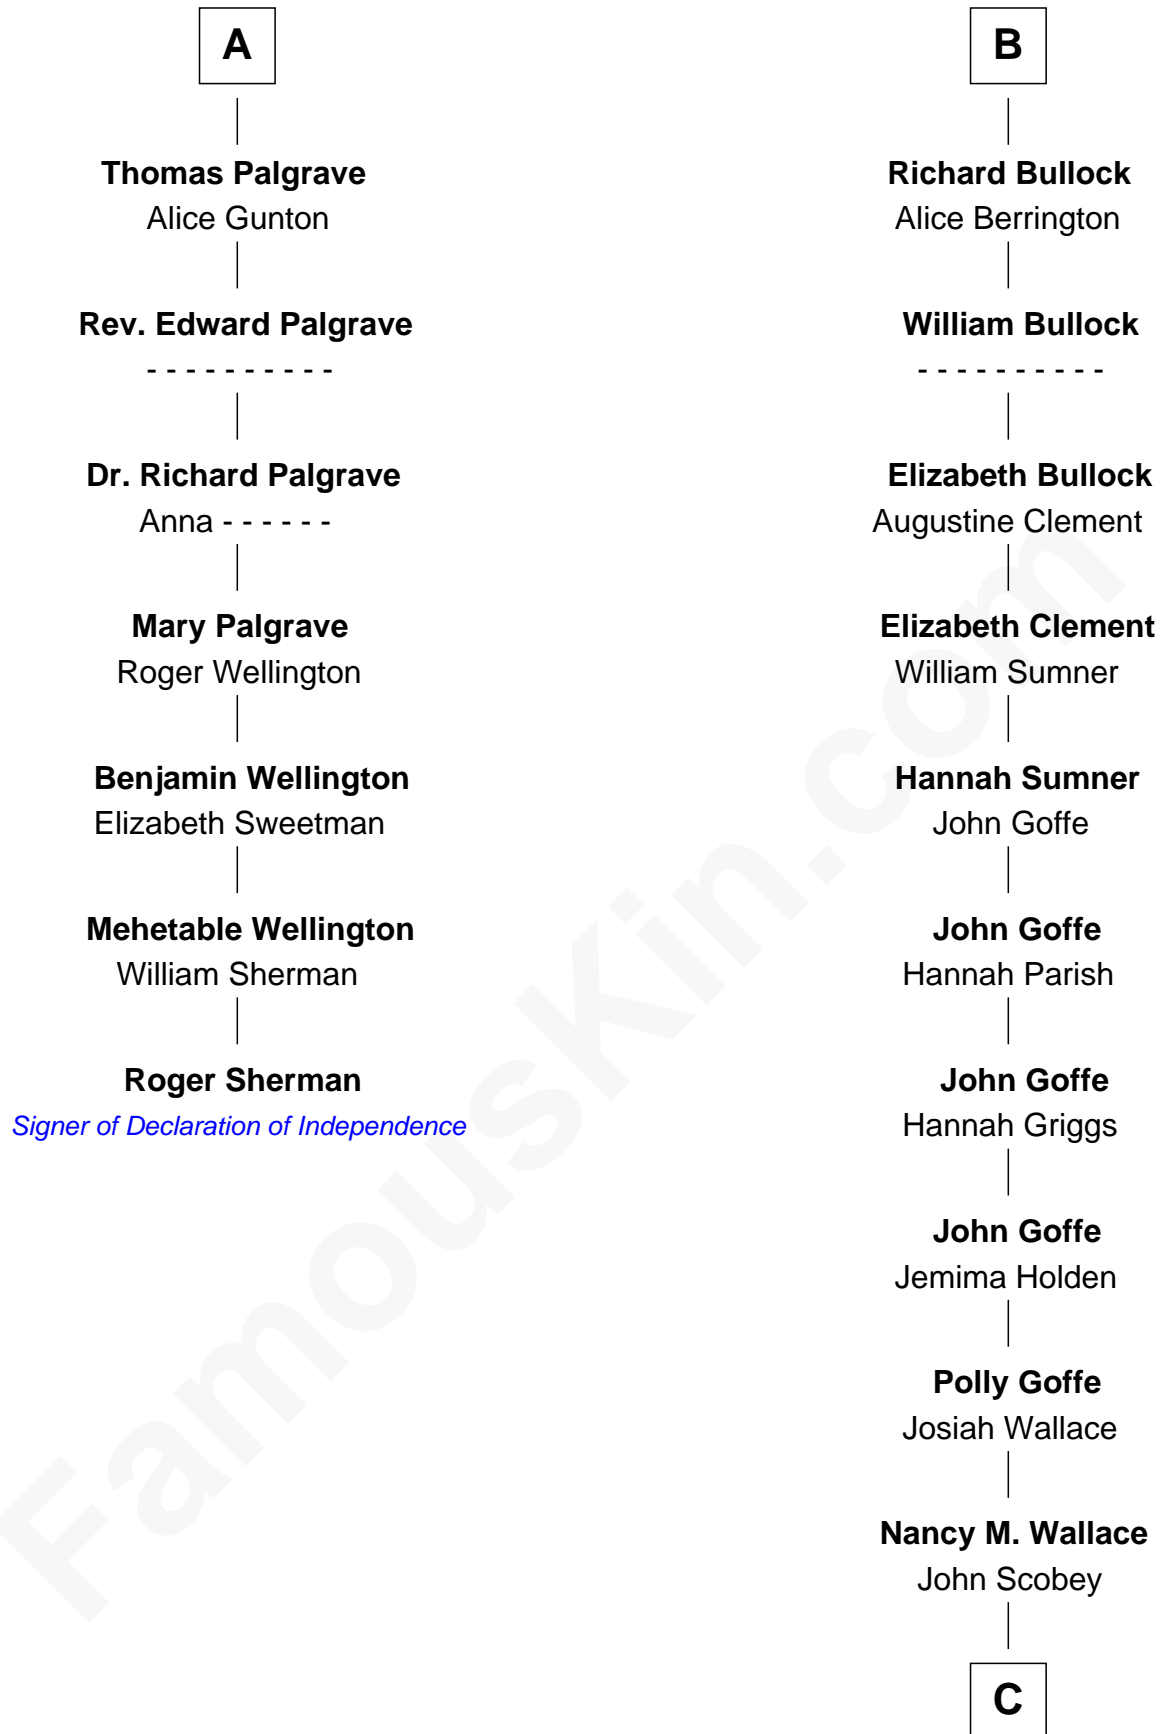 A
Thomas Palgrave
Alice Gunton
Rev. Edward Palgrave
- - - - - - - - - -
Dr. Richard Palgrave
Anna - - - - - -
Mary Palgrave
Roger Wellington
Benjamin Wellington
Elizabeth Sweetman
Mehetable Wellington
William Sherman
Roger Sherman
Signer of Declaration of Independence
B
Richard Bullock
Alice Berrington
William Bullock
- - - - - - - - - -
Elizabeth Bullock
Augustine Clement
Elizabeth Clement
William Sumner
Hannah Sumner
John Goffe
John Goffe
Hannah Parish
John Goffe
Hannah Griggs
John Goffe
Jemima Holden
Polly Goffe
Josiah Wallace
Nancy M. Wallace
John Scobey
C
FamousKin.com